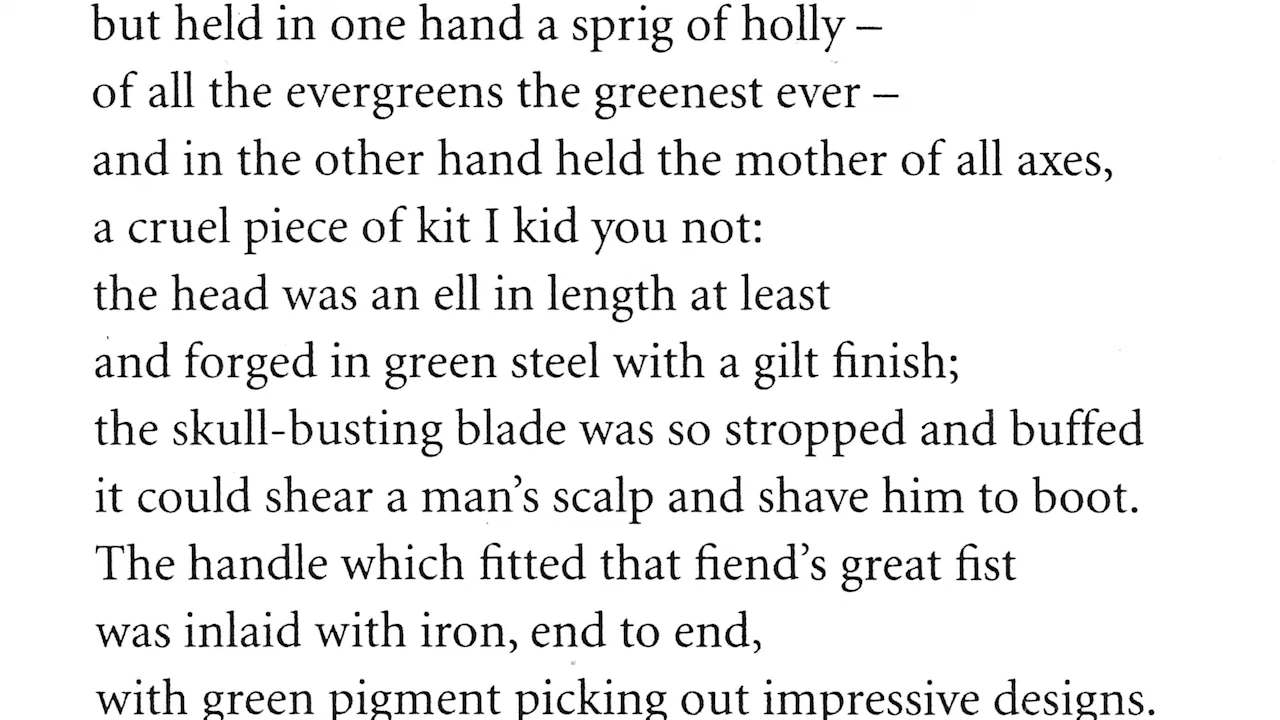 but held in one hand a sprig of holly –
of all the evergreens the greenest ever –
and in the other hand held the mother of all axes,
a cruel piece of kit I kid you not:
the head was an ell in length at least
and forged in green steel with a gilt finish;
the skull-busting blade was so stropped and buffed
it could shear a man’s scalp and shave him to boot.
The handle which fitted that fiend’s great fist
was inlaid with iron, end to end,
with green pigment picking out impressive designs.